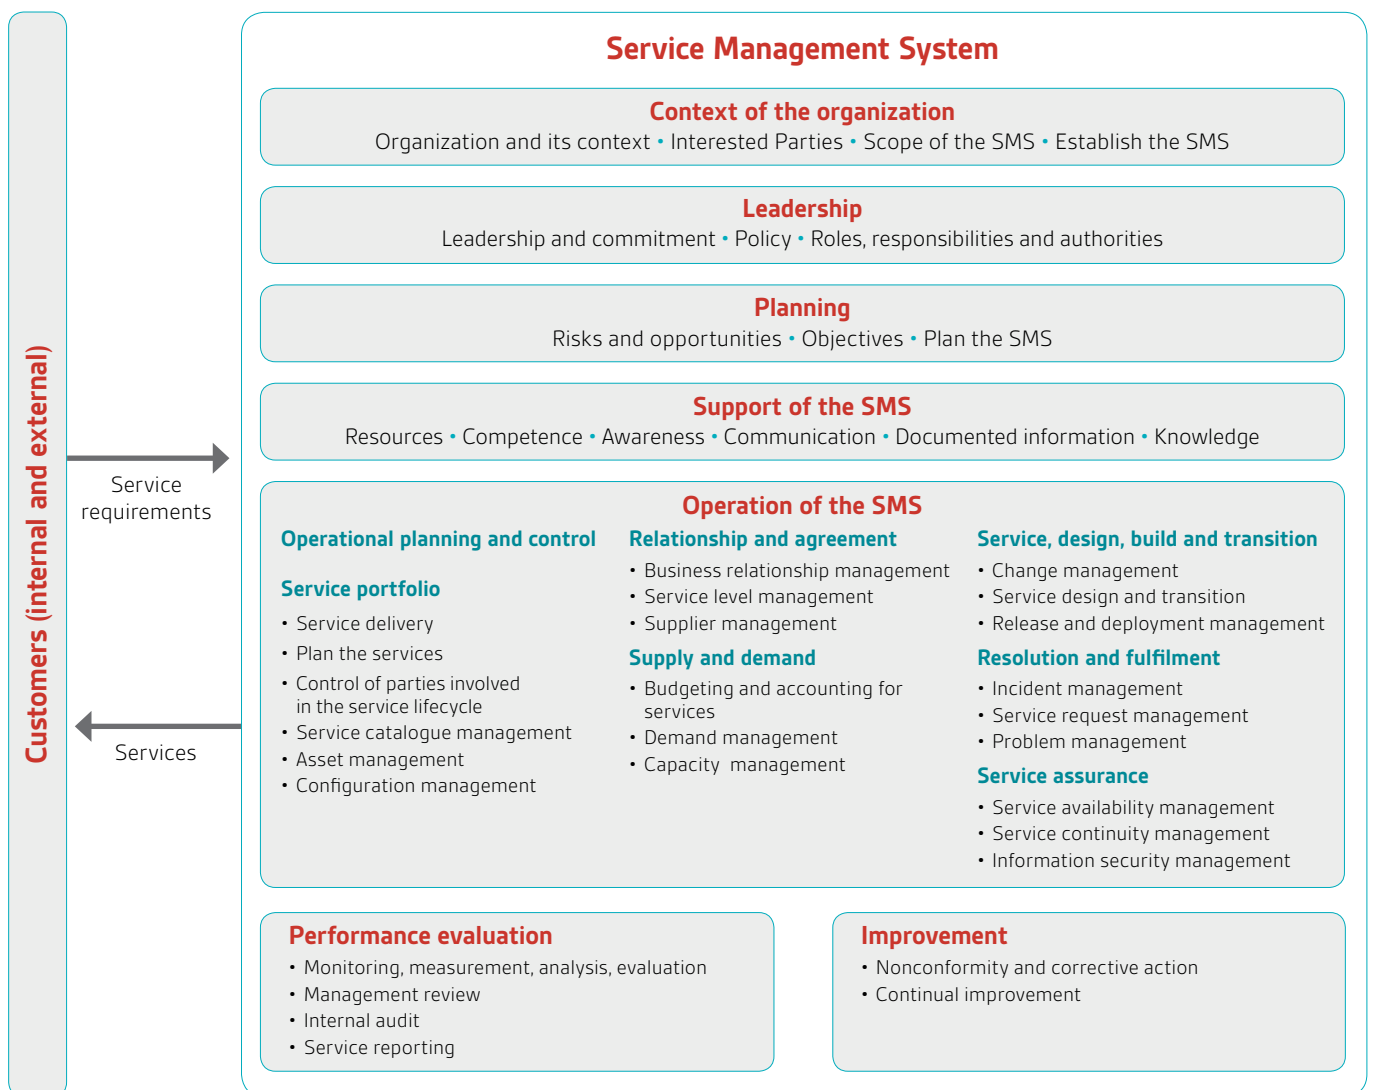 Service Management System
Context of the organization
Organization and its context • Interested Parties • Scope of the SMS • Establish the SMS
Leadership
Leadership and commitment • Policy • Roles, responsibilities and authorities
Planning
Risks and opportunities • Objectives • Plan the SMS
Support of the SMS
Resources • Competence • Awareness • Communication • Documented information • Knowledge
Customers (internal and external)
Service
requirements
Services
Operation of the SMS
Operational planning and control
Service portfolio
• Service delivery
• Plan the services
• Control of parties involved
in the service lifecycle
• Service catalogue management
• Asset management
• Configuration management
Relationship and agreement
• Business relationship management
• Service level management
• Supplier management
Supply and demand
• Budgeting and accounting for
services
• Demand management
• Capacity management
Service, design, build and transition
• Change management
• Service design and transition
• Release and deployment management
Resolution and fulfilment
• Incident management
• Service request management
• Problem management
Service assurance
• Service availability management
• Service continuity management
• Information security management
Performance evaluation
• Monitoring, measurement, analysis, evaluation
• Management review
• Internal audit
• Service reporting
Improvement
• Nonconformity and corrective action
• Continual improvement